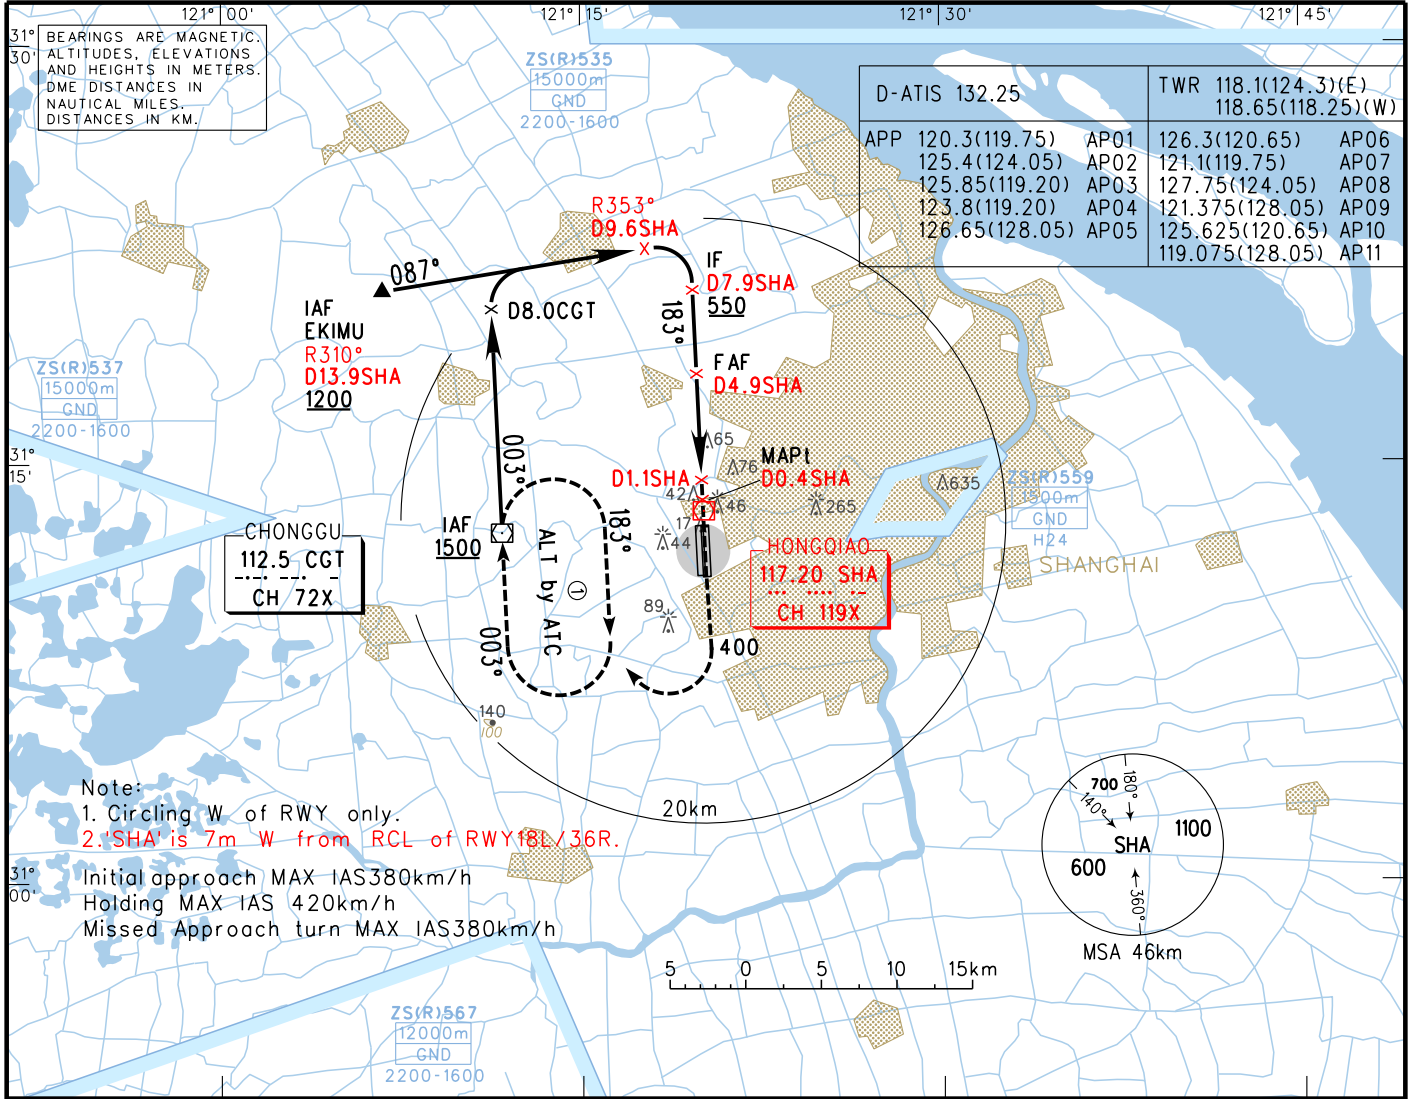 121° 00'
121° 15'
121° 30'
121° 45'
31°
30'
BEARINGS ARE MAGNETIC.
ALTITUDES, ELEVATIONS
AND HEIGHTS IN METERS.
DME DISTANCES IN
NAUTICAL MILES.
DISTANCES IN KM.
ZS(R)535
15000m
GND
2200-1600
D-ATIS 132.25
TWR 118.1(124.3)(E)
118.65(118.25)(W)
APP 120.3(119.75) AP01
125.4(124.05) AP02
125.85(119.20) AP03
123.8(119.20) AP04
126.65(128.05) AP05
126.3(120.65) AP06
121.1(119.75) AP07
127.75(124.05) AP08
121.375(128.05) AP09
125.625(120.65) AP10
119.075(128.05) AP11
R353°
D9.6SHA
087°
IF
D7.9SHA
550
183°
IAF
EKIMU
R310°
D13.9SHA
1200
D8.0CGT
FAF
D4.9SHA
ZS(R)537
15000m
GND
2200-1600
31°
15'
003°
65
76
MAPt
D0.4SHA
D1.1SHA
42
46
265
635
17
44
ZS(R)559
1500m
GND
H24
IAF
1500
183°
ALT by ATC
①
003°
CHONGGU
112.5 CGT
-·-· --· -
CH 72X
HONGQIAO
117.20 SHA
··· ···· ·-
CH 119X
SHANGHAI
89
400
140
100
20km
Note:
1. Circling W of RWY only.
2.'SHA' is 7m W from RCL of RWY18L/36R.
31°
00'
Initial approach MAX IAS380km/h
Holding MAX IAS 420km/h
Missed Approach turn MAX IAS380km/h
700
180°
140°
1100
SHA
600
360°
MSA 46km
5 0 5 10 15km
ZS(R)567
12000m
GND
2200-1600